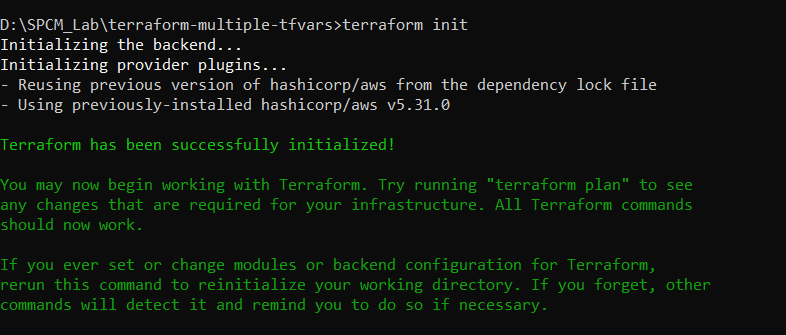 D:\SPCM_Lab\terraform-multiple-tfvars>terraform init
Initializing the backend...
Initializing provider plugins...
- Reusing previous version of hashicorp/aws from the dependency lock file
- Using previously-installed hashicorp/aws v5.31.0
Terraform has been successfully initialized!
You may now begin working with Terraform. Try running "terraform plan" to see
any changes that are required for your infrastructure. All Terraform commands
should now work.
If you ever set or change modules or backend configuration for Terraform,
rerun this command to reinitialize your working directory. If you forget, other
commands will detect it and remind you to do so if necessary.